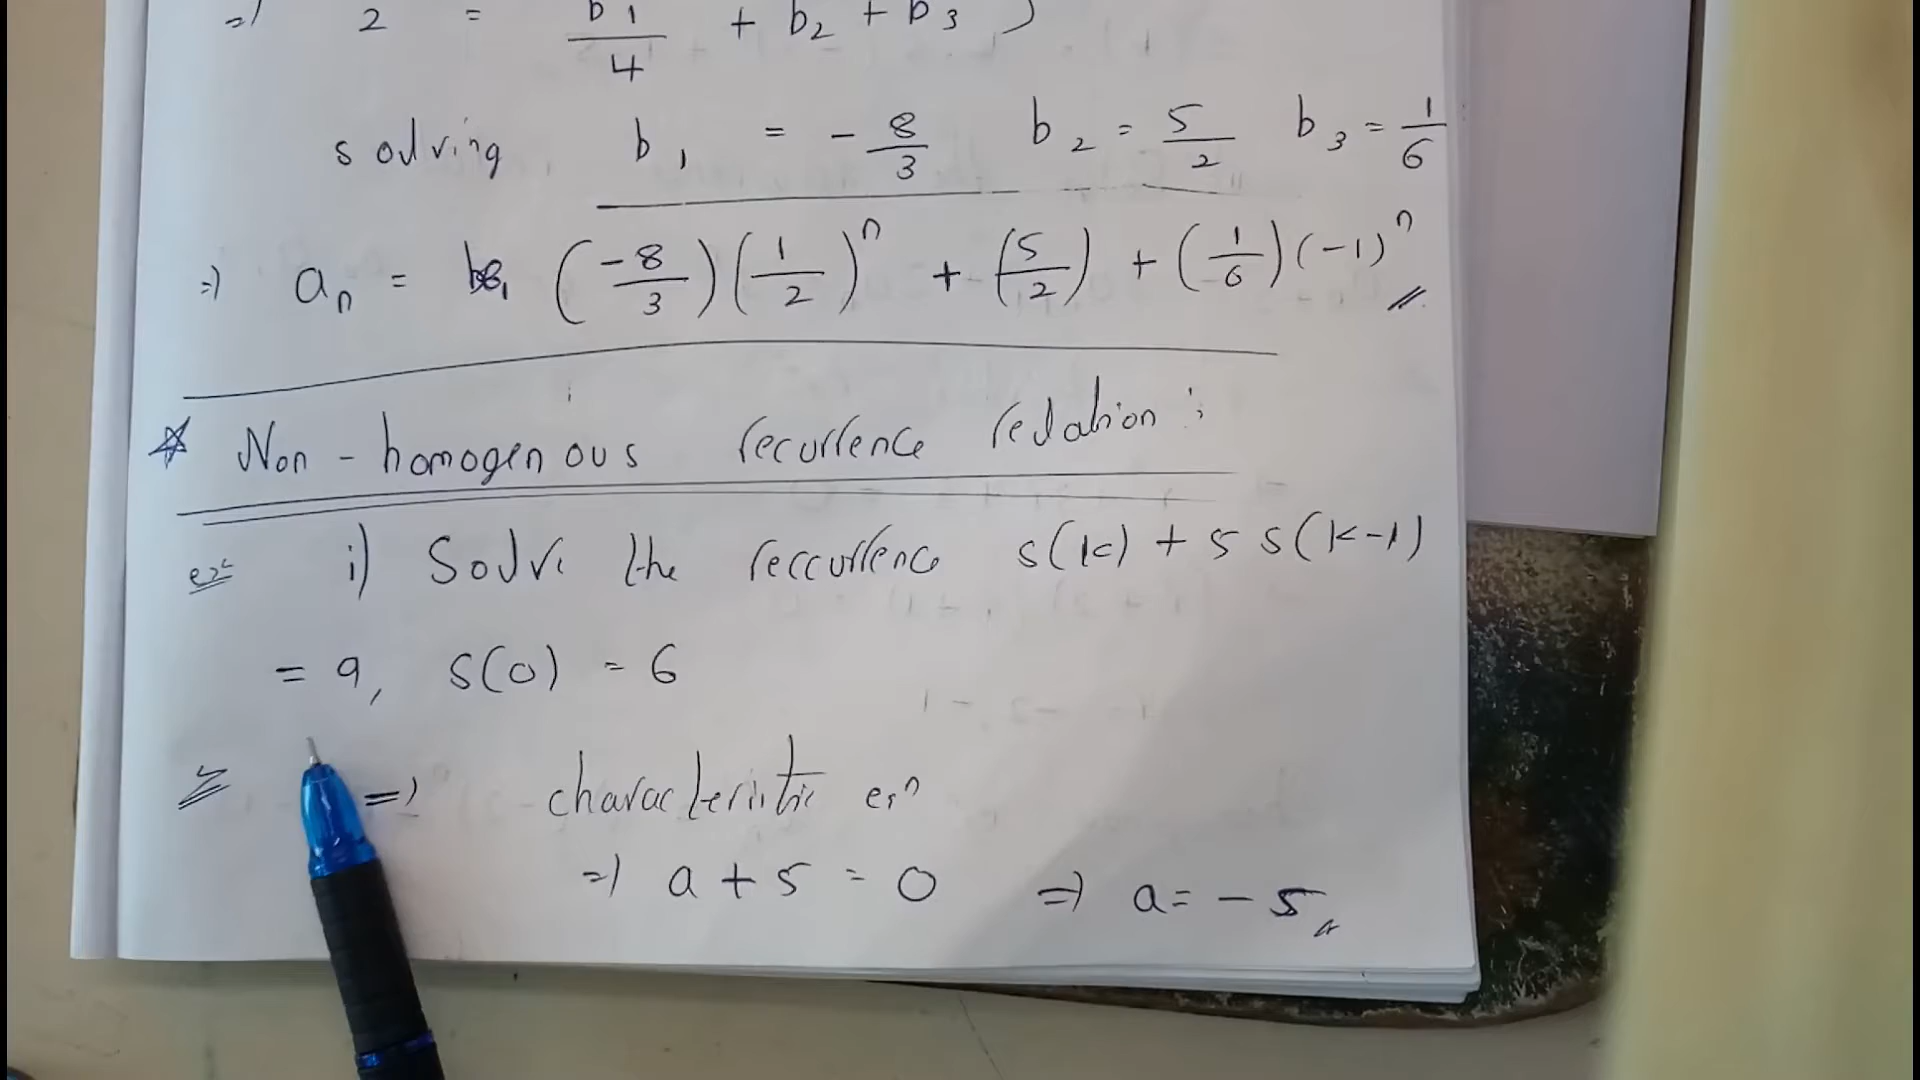 =) 2 = b1/4 + b2 + b3 )
solving b1 = -8/3 b2 = 5/2 b3 = 1/6
=) an = (-8/3)(1/2)^n + (5/2) + (1/6)(-1)^n
Non-homogenous recurrence relation:
ex: i) Solve the reccurrence s(k) + 5 s(k-1)
= 9, s(0) = 6
=) characteristic eqn
=) a + 5 = 0 =) a = -5